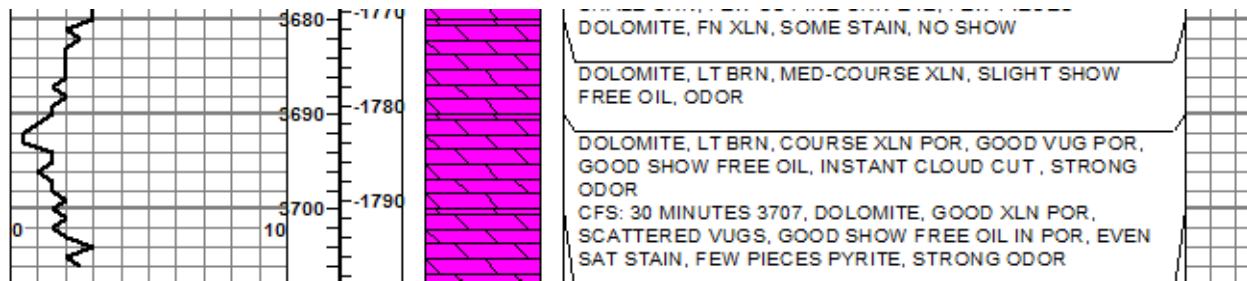 3680
-1770
DOLOMITE, FN XLN, SOME STAIN, NO SHOW
DOLOMITE, LT BRN, MED-COURSE XLN, SLIGHT SHOW
FREE OIL, ODOR
-1780
3690
DOLOMITE, LT BRN, COURSE XLN POR, GOOD VUG POR,
GOOD SHOW FREE OIL, INSTANT CLOUD CUT , STRONG
ODOR
-1790
3700
CFS: 30 MINUTES 3707, DOLOMITE, GOOD XLN POR,
0 10
SCATTERED VUGS, GOOD SHOW FREE OIL IN POR, EVEN
SAT STAIN, FEW PIECES PYRITE, STRONG ODOR